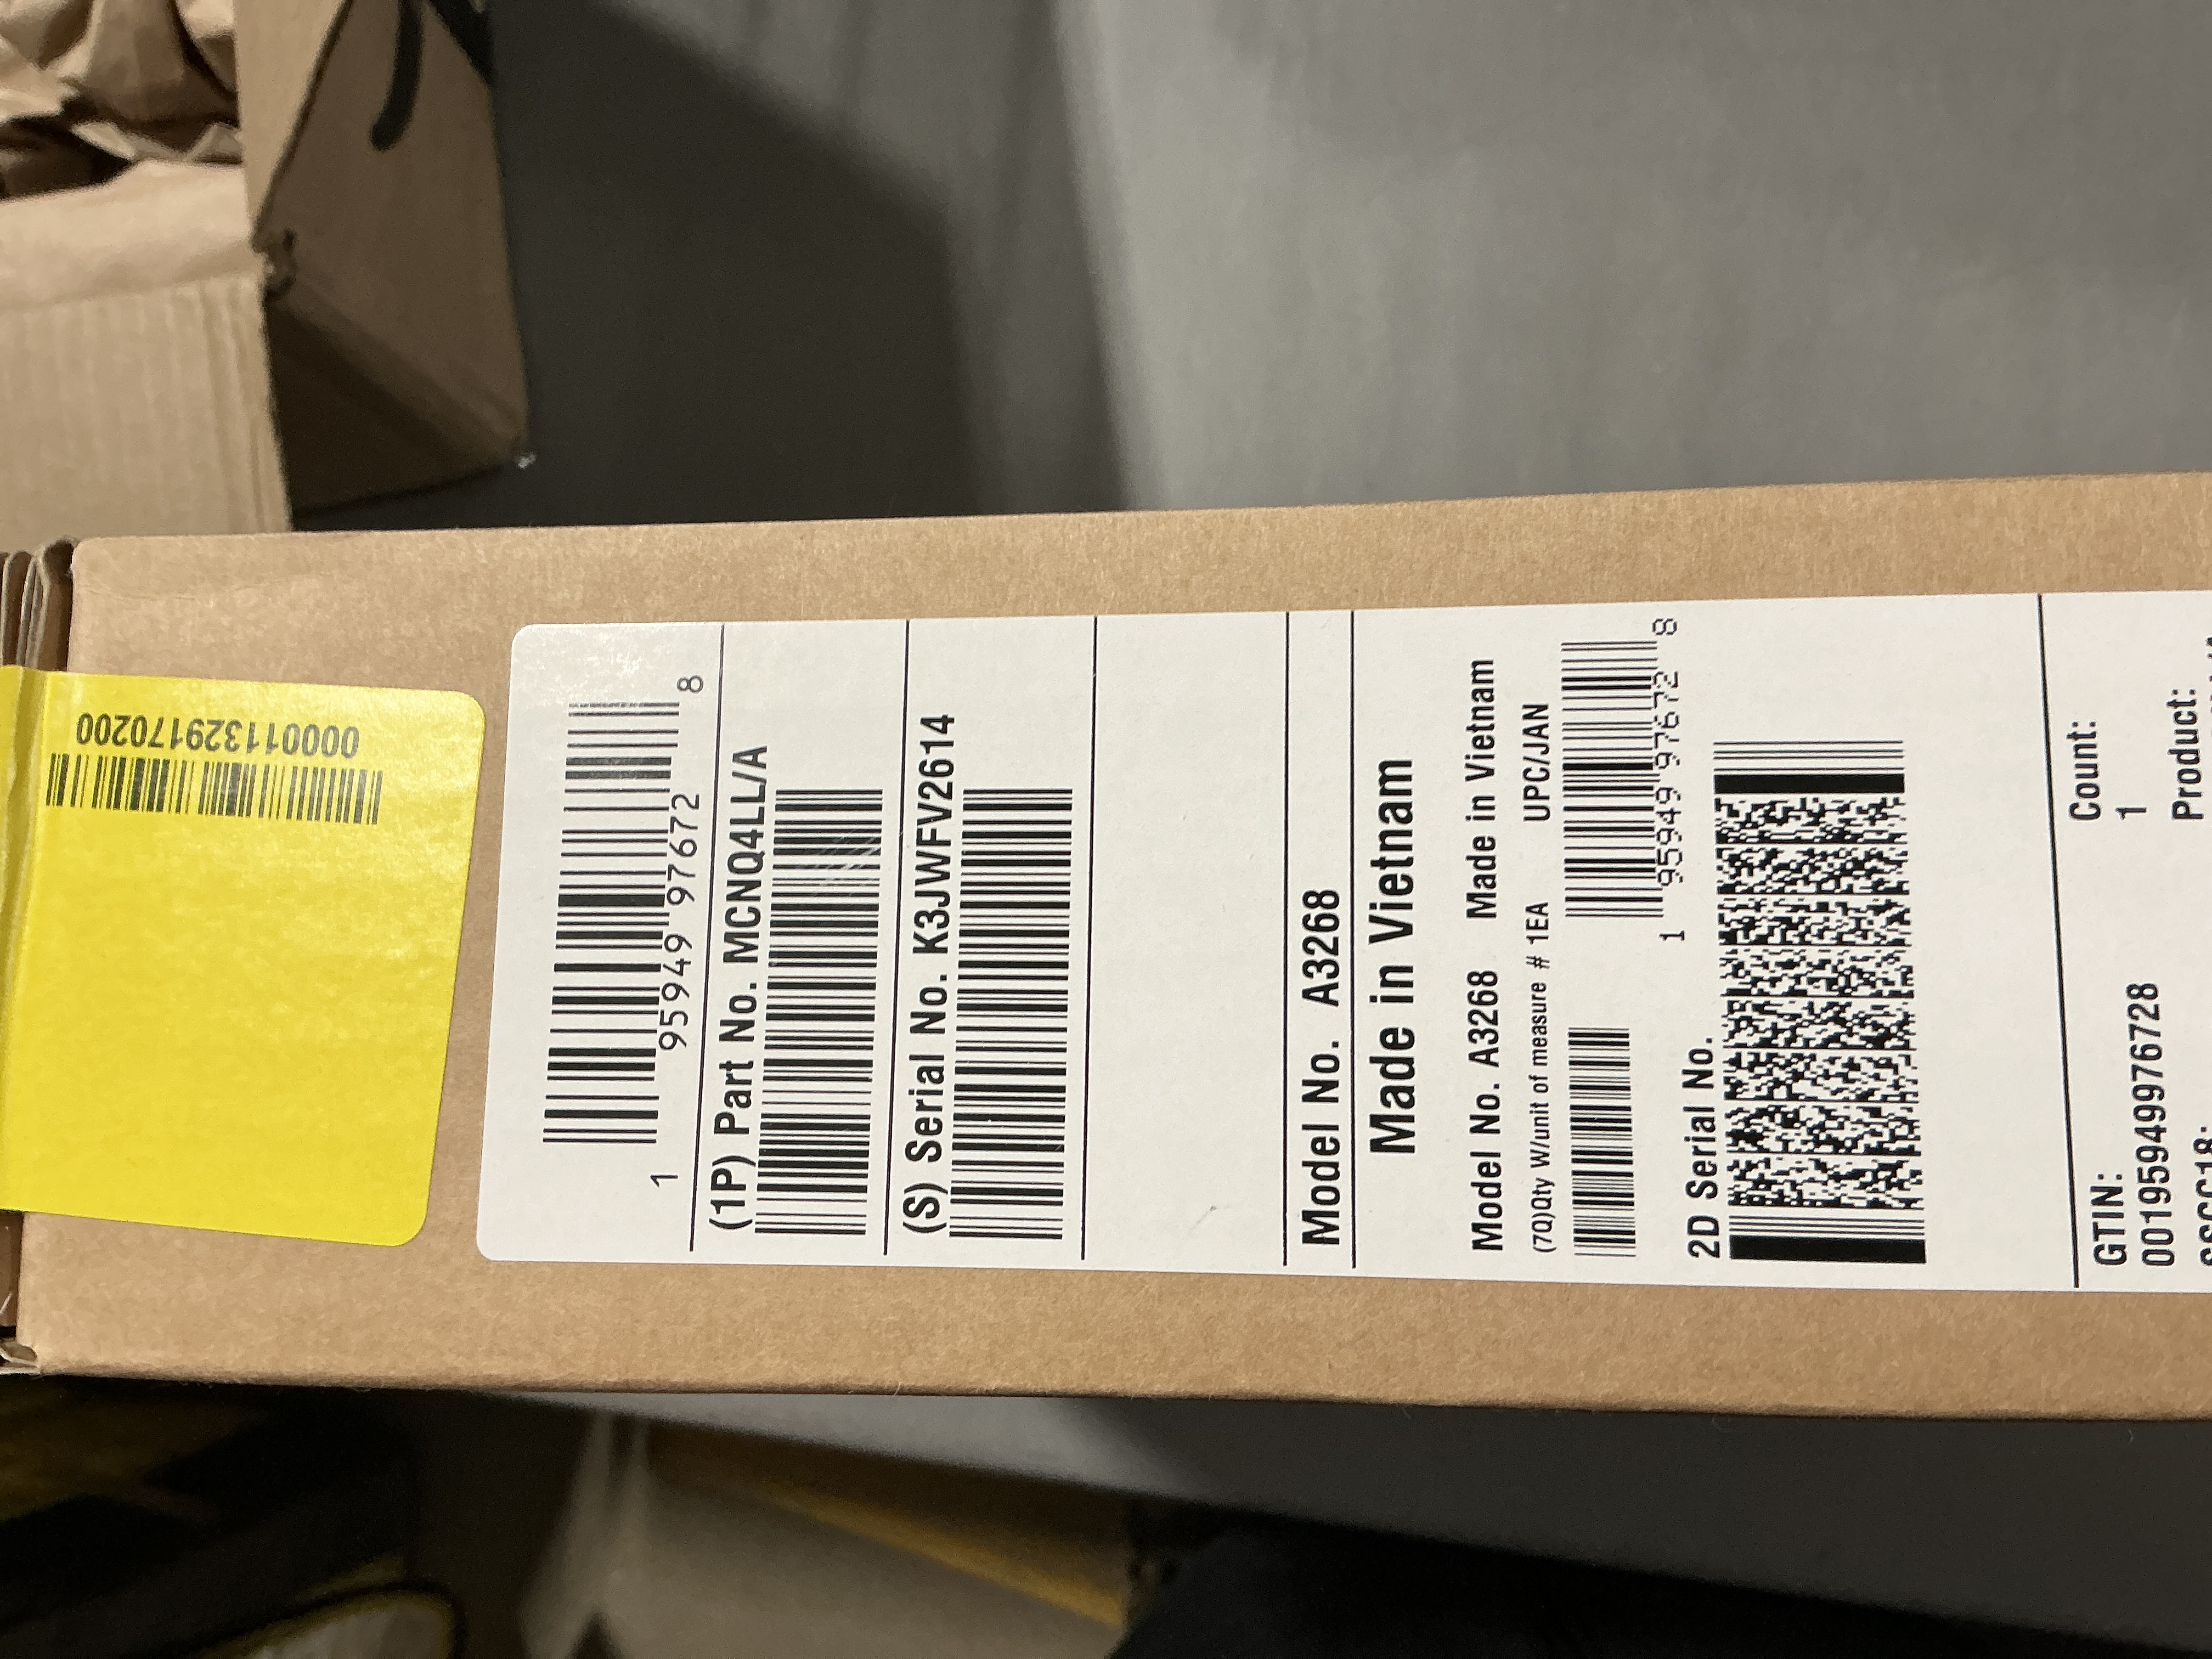 00001132917020​0
1 95949 97672 8
(1P) Part No. MCNQ4LL/A
(S) Serial No. K3JWFV2614
Model No. A3268
Made in Vietnam
Model No. A3268 Made in Vietnam
(7Q)Qty W/unit of measure # 1EA UPC/JAN
1 95949 97672 8
2D Serial No.
GTIN: Count:
00195949976728 1
Product: